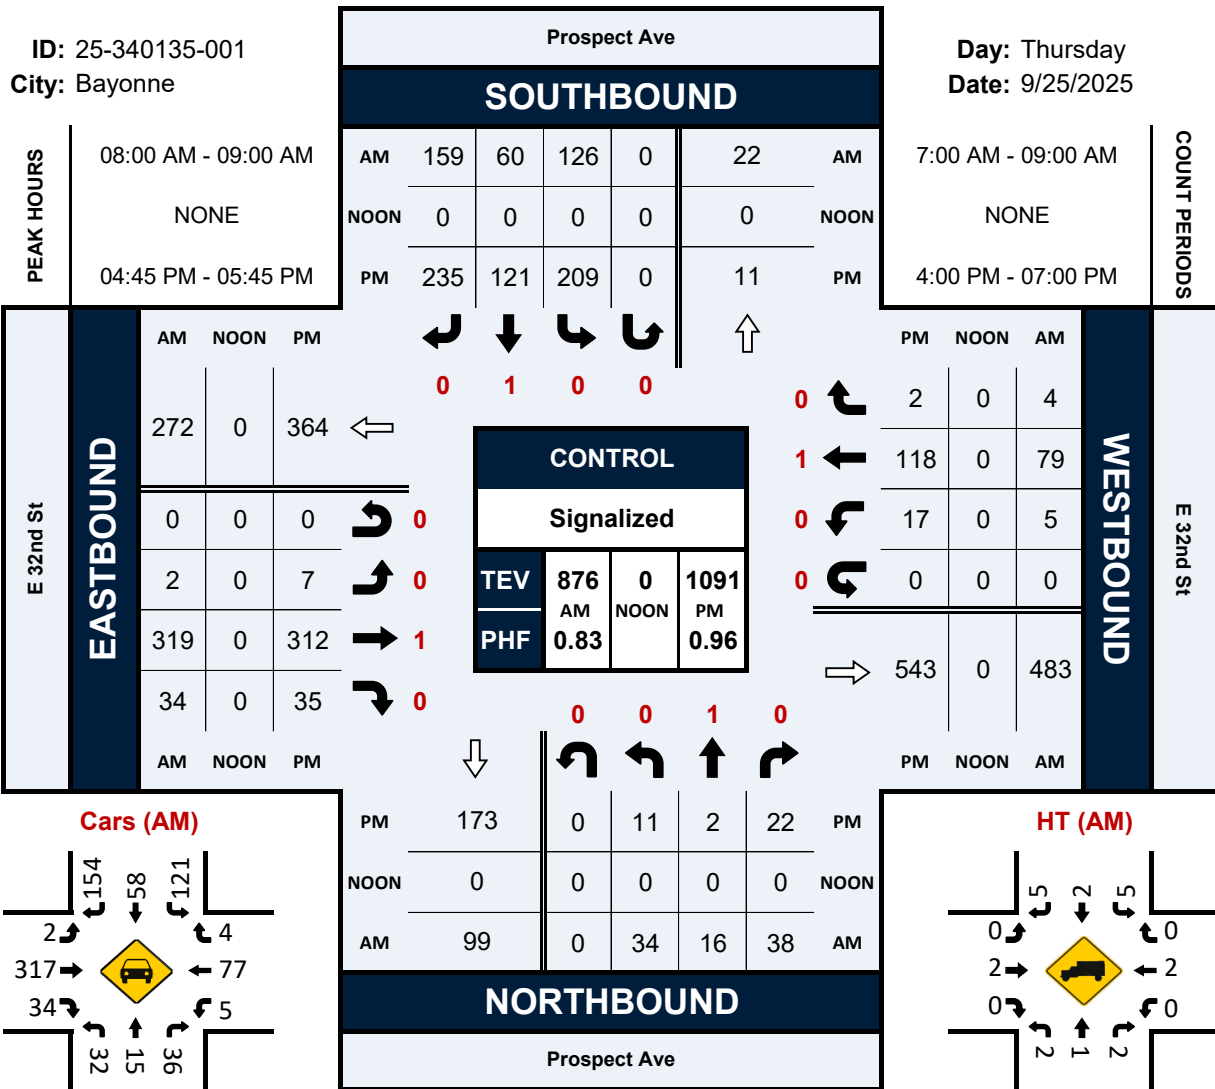 Prospect Ave
ID: 25-340135-001
Day: Thursday
City: Bayonne
Date: 9/25/2025
SOUTHBOUND
PEAK HOURS
08:00 AM - 09:00 AM
NONE
04:45 PM - 05:45 PM
AM 159 60 126 0 22 AM
NOON 0 0 0 0 0 NOON
PM 235 121 209 0 11 PM
7:00 AM - 09:00 AM
NONE
4:00 PM - 07:00 PM
COUNT PERIODS
0 1 0 0
E 32nd St
EASTBOUND
AM NOON PM
272 0 364
0 0 0 0
2 0 7 0
319 0 312 1
34 0 35 0
AM NOON PM
CONTROL
Signalized
TEV 876 0 1091
AM NOON PM
PHF 0.83 0.96
PM NOON AM
0 2 0 4
1 118 0 79
0 17 0 5
0 0 0 0
543 0 483
PM NOON AM
WESTBOUND
E 32nd St
0 0 1 0
PM 173 0 11 2 22 PM
NOON 0 0 0 0 0 NOON
AM 99 0 34 16 38 AM
NORTHBOUND
Prospect Ave
Cars (AM)
154 58 121
2 4
317 77
34 5
32 15 36
HT (AM)
5 2 5
0 0
2 2
0 0
2 1 2